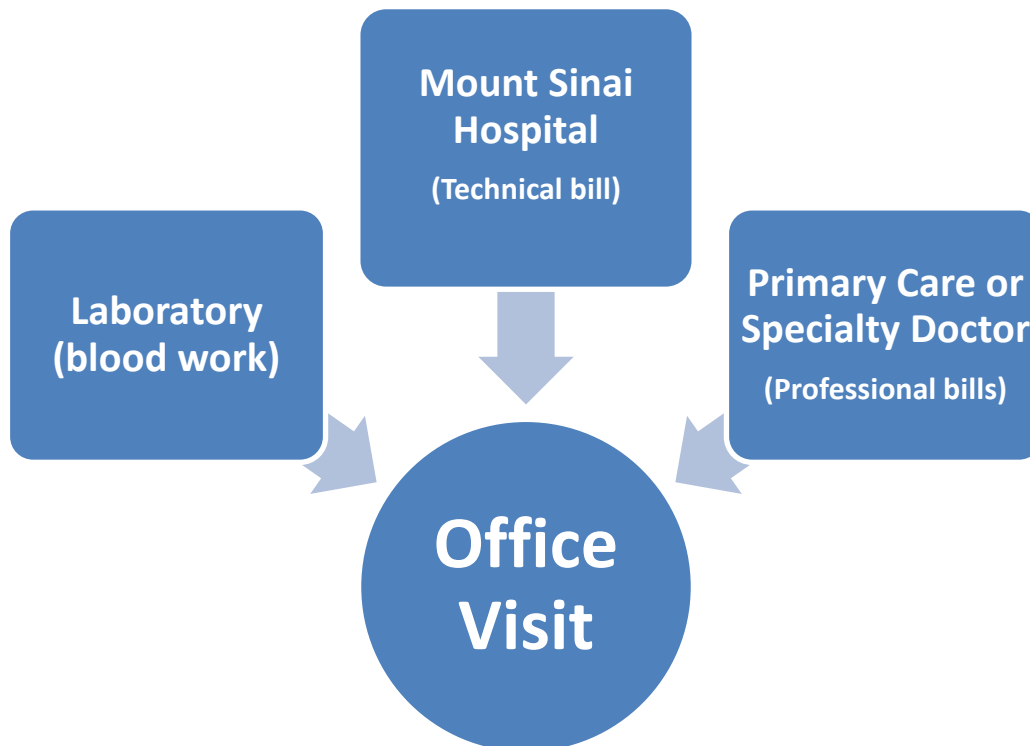 Mount Sinai
Hospital
(Technical bill)
Laboratory
(blood work)
Primary Care or
Specialty Doctor
(Professional bills)
Office
Visit